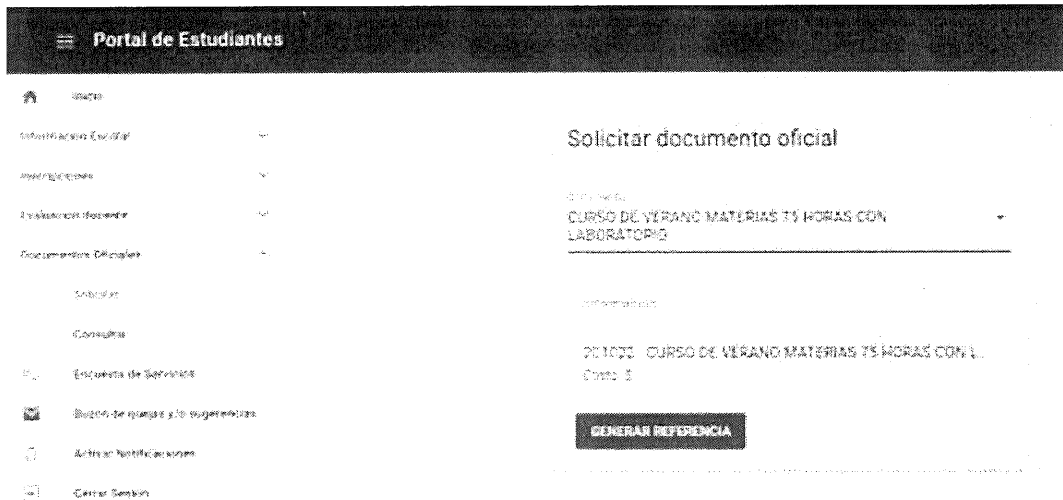 Portal de Estudiantes
Inicio
Información Escolar
Inscripciones
Evaluación docente
Documentos Oficiales
Solicitar
Consultar
Encuesta de Servicios
Buzón de quejas y/o sugerencias
Activar Notificaciones
Cerrar Sesión
Solicitar documento oficial
CURSO DE VERANO MATERIAS 75 HORAS CON
LABORATORIO
Información
CURSO DE VERANO MATERIAS 75 HORAS CON L...
Costo: $
GENERAR REFERENCIA